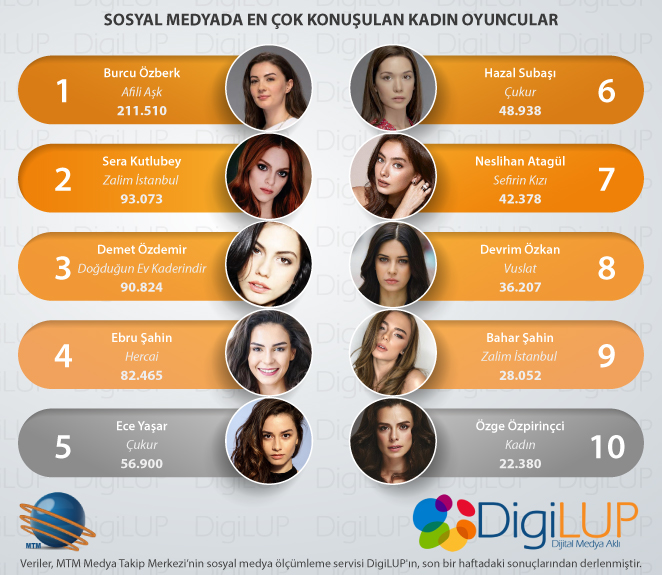 SOSYAL MEDYADA EN ÇOK KONUŞULAN KADIN OYUNCULAR
1
Burcu Özberk
Afili Aşk
211.510
2
Sera Kutlubey
Zalim İstanbul
93.073
3
Demet Özdemir
Doğduğun Ev Kaderindir
90.824
4
Ebru Şahin
Hercai
82.465
5
Ece Yaşar
Çukur
56.900
Hazal Subaşı
Çukur
48.938
6
Neslihan Atagül
Sefirin Kızı
42.378
7
Devrim Özkan
Vuslat
36.207
8
Bahar Şahin
Zalim İstanbul
28.052
9
Özge Özpirinçci
Kadın
22.380
10
MTM
DigiLUP
Dijital Medya Aklı
Veriler, MTM Medya Takip Merkezi'nin sosyal medya ölçümleme servisi DigiLUP'ın, son bir haftadaki sonuçlarından derlenmiştir.